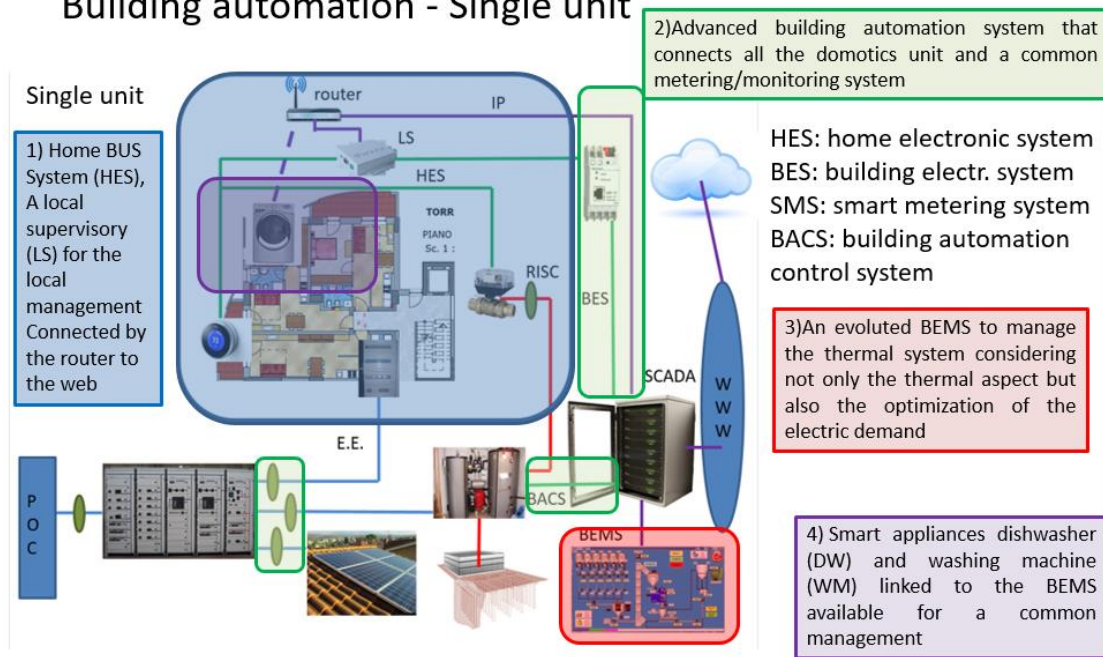 Building automation - Single unit
2)Advanced building automation system that
connects all the domotics unit and a common
metering/monitoring system
Single unit
1) Home BUS
System (HES),
A local
supervisory
(LS) for the
local
management
Connected by
the router to
the web
router
IP
LS
HES
TORR
PIANO
Sc. 1 :
RISC
BES
HES: home electronic system
BES: building electr. system
SMS: smart metering system
BACS: building automation
control system
3)An evoluted BEMS to manage
the thermal system considering
not only the thermal aspect but
also the optimization of the
electric demand
SCADA
W
W
W
E.E.
P
O
C
BACS
BEMS
4) Smart appliances dishwasher
(DW) and washing machine
(WM) linked to the BEMS
available for a common
management